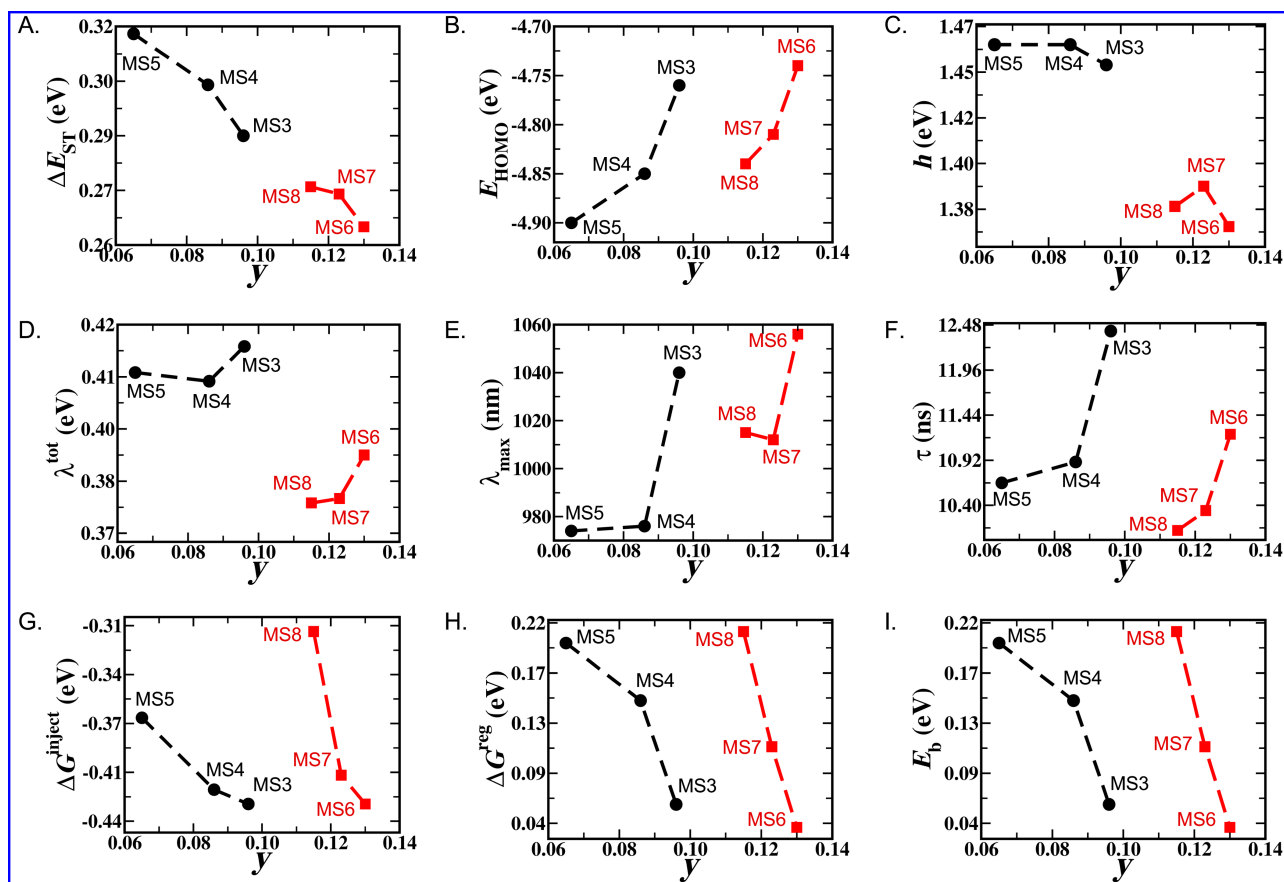 A.
0.32
0.30
0.29
0.27
0.26
ΔE_ST (eV)
MS5
MS4
MS3
MS8
MS7
MS6
0.06 0.08 0.10 0.12 0.14
y
B.
-4.70
-4.75
-4.80
-4.85
-4.90
E_HOMO (eV)
MS6
MS3
MS7
MS4
MS8
MS5
0.06 0.08 0.10 0.12 0.14
y
C.
1.47
1.45
1.42
1.40
1.38
h (eV)
MS5
MS4
MS3
MS7
MS8
MS6
0.06 0.08 0.10 0.12 0.14
y
D.
0.42
0.41
0.40
0.38
0.37
λ^tot (eV)
MS5
MS4
MS3
MS6
MS8
MS7
0.06 0.08 0.10 0.12 0.14
y
E.
1060
1040
1020
1000
980
λ_max (nm)
MS6
MS3
MS8
MS7
MS5
MS4
0.06 0.08 0.10 0.12 0.14
y
F.
12.48
11.96
11.44
10.92
10.40
τ (ns)
MS3
MS6
MS5
MS4
MS7
MS8
0.06 0.08 0.10 0.12 0.14
y
G.
-0.31
-0.34
-0.37
-0.41
-0.44
ΔG^inject (eV)
MS8
MS5
MS4
MS3
MS7
MS6
0.06 0.08 0.10 0.12 0.14
y
H.
0.22
0.17
0.13
0.09
0.04
ΔG^reg (eV)
MS5
MS8
MS4
MS7
MS3
MS6
0.06 0.08 0.10 0.12 0.14
y
I.
0.22
0.17
0.13
0.09
0.04
E_b (eV)
MS5
MS8
MS4
MS7
MS3
MS6
0.06 0.08 0.10 0.12 0.14
y